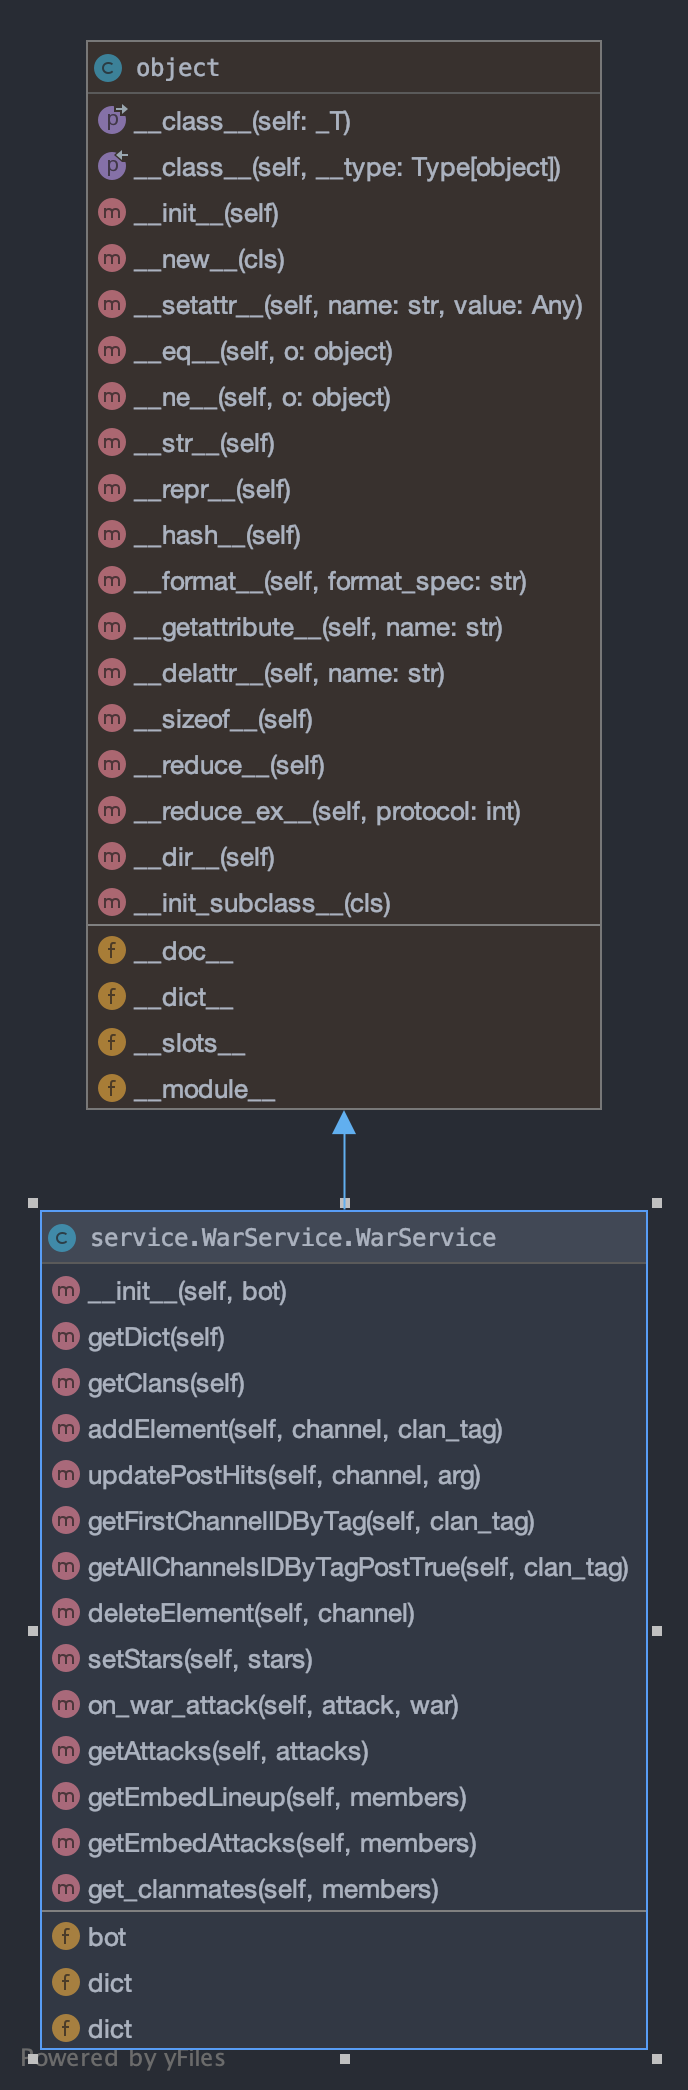 object
__class__(self: _T)
__class__(self, __type: Type[object])
__init__(self)
__new__(cls)
__setattr__(self, name: str, value: Any)
__eq__(self, o: object)
__ne__(self, o: object)
__str__(self)
__repr__(self)
__hash__(self)
__format__(self, format_spec: str)
__getattribute__(self, name: str)
__delattr__(self, name: str)
__sizeof__(self)
__reduce__(self)
__reduce_ex__(self, protocol: int)
__dir__(self)
__init_subclass__(cls)
__doc__
__dict__
__slots__
__module__
service.WarService.WarService
__init__(self, bot)
getDict(self)
getClans(self)
addElement(self, channel, clan_tag)
updatePostHits(self, channel, arg)
getFirstChannelIDByTag(self, clan_tag)
getAllChannelsIDByTagPostTrue(self, clan_tag)
deleteElement(self, channel)
setStars(self, stars)
on_war_attack(self, attack, war)
getAttacks(self, attacks)
getEmbedLineup(self, members)
getEmbedAttacks(self, members)
get_clanmates(self, members)
bot
dict
dict
Powered by yFiles